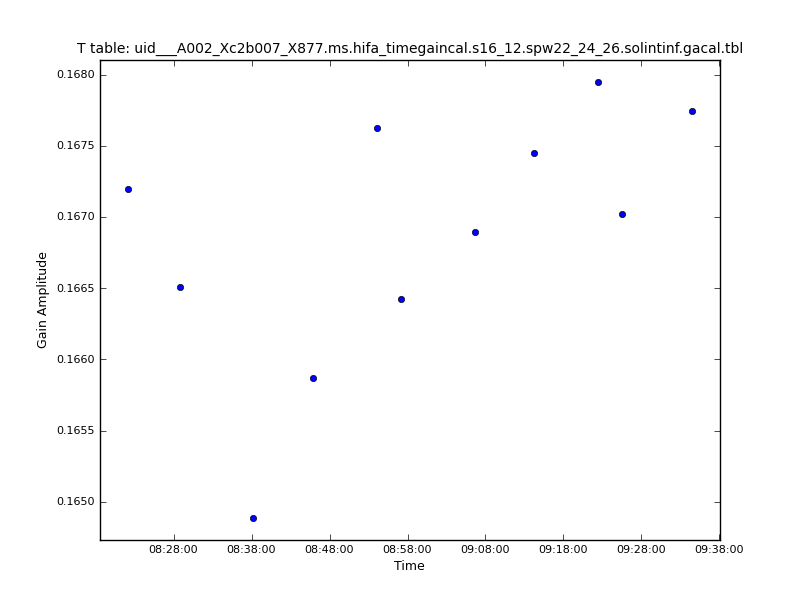 T table: uid___A002_Xc2b007_X877.ms.hifa_timegaincal.s16_12.spw22_24_26.solintinf.gacal.tbl
0.1680
0.1675
0.1670
0.1665
0.1660
0.1655
0.1650
Gain Amplitude
08:28:00 08:38:00 08:48:00 08:58:00 09:08:00 09:18:00 09:28:00 09:38:00
Time